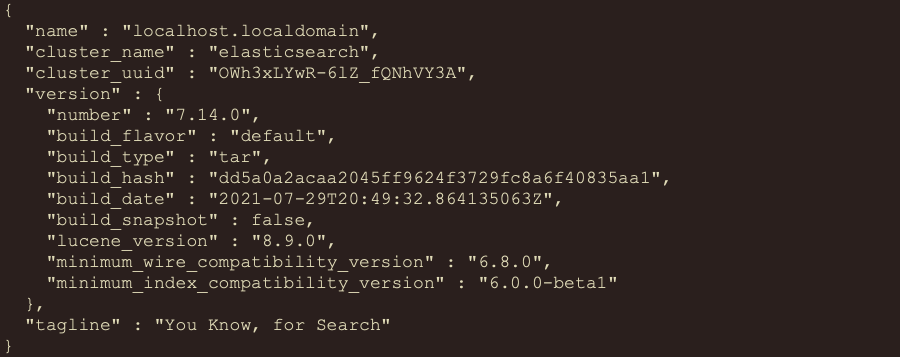 {
"name" : "localhost.localdomain",
"cluster_name" : "elasticsearch",
"cluster_uuid" : "OWh3xLYwR-6lZ_fQNhVY3A",
"version" : {
"number" : "7.14.0",
"build_flavor" : "default",
"build_type" : "tar",
"build_hash" : "dd5a0a2acaa2045ff9624f3729fc8a6f40835aa1",
"build_date" : "2021-07-29T20:49:32.864135063Z",
"build_snapshot" : false,
"lucene_version" : "8.9.0",
"minimum_wire_compatibility_version" : "6.8.0",
"minimum_index_compatibility_version" : "6.0.0-beta1"
},
"tagline" : "You Know, for Search"
}